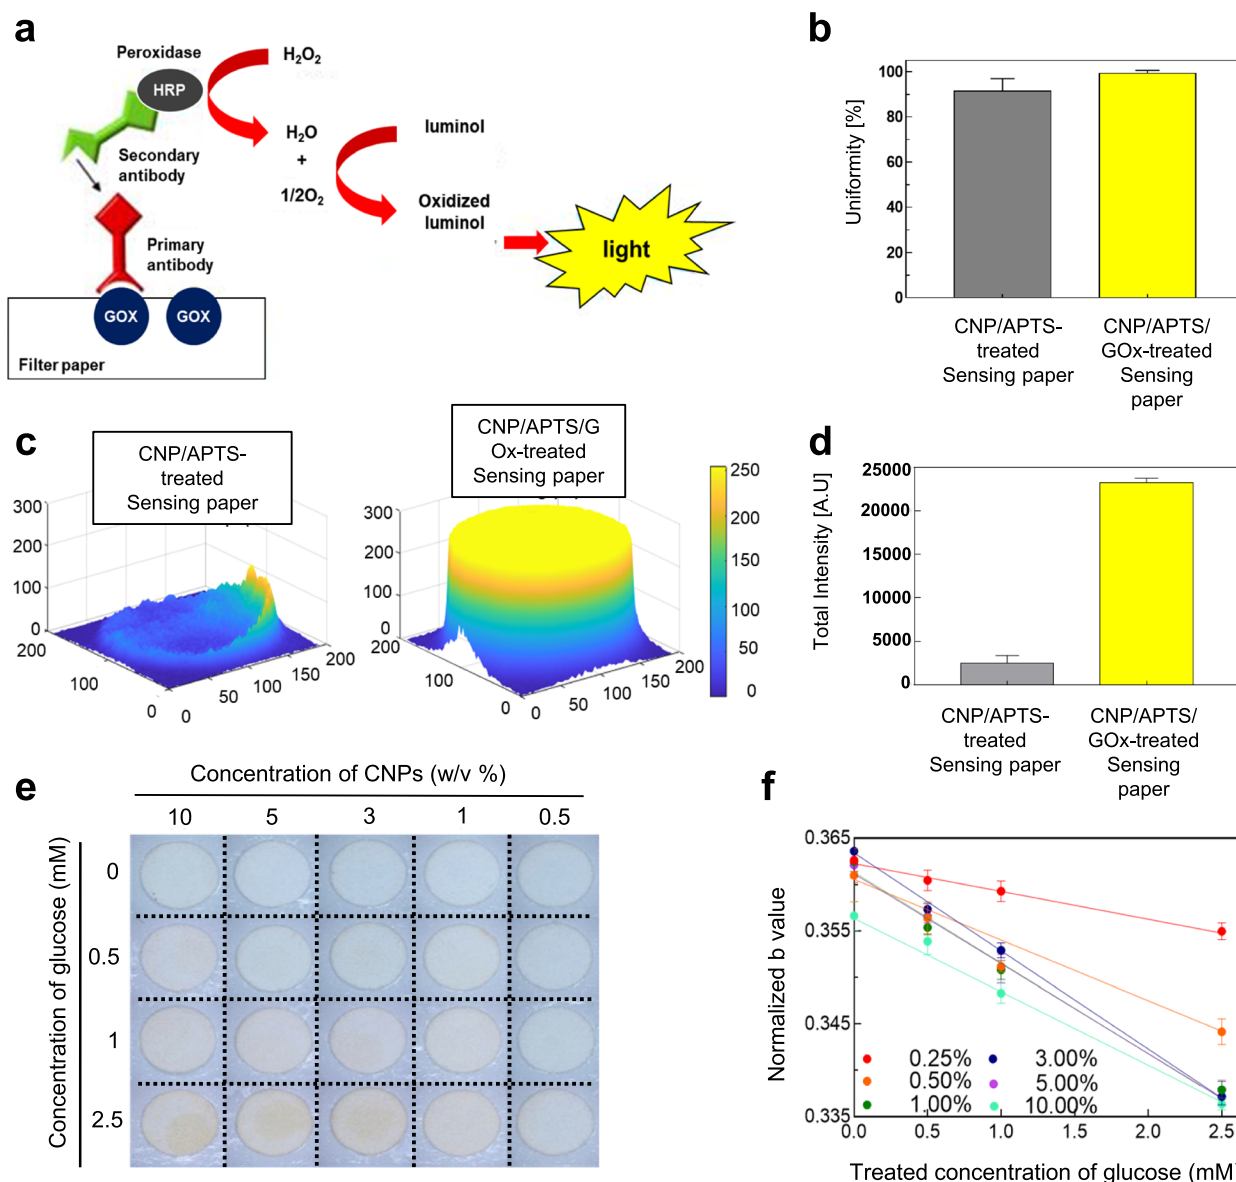 a
Peroxidase
HRP
H2O2
Secondary
antibody
H2O
+
1/2O2
luminol
Oxidized
luminol
light
Primary
antibody
GOX
GOX
Filter paper
b
Uniformity [%]
100
80
60
40
20
0
CNP/APTS-
treated
Sensing paper
CNP/APTS/
GOx-treated
Sensing
paper
c
CNP/APTS-
treated
Sensing paper
300
200
100
0
200
100
0
0
50
100
150
200
CNP/APTS/G
Ox-treated
Sensing paper
300
200
100
0
200
100
0
0
50
100
150
200
250
200
150
100
50
0
d
Total Intensity [A.U]
25000
20000
15000
10000
5000
0
CNP/APTS-
treated
Sensing paper
CNP/APTS/
GOx-treated
Sensing
paper
e
Concentration of CNPs (w/v %)
10 5 3 1 0.5
Concentration of glucose (mM)
0
0.5
1
2.5
f
Normalized b value
0.365
0.355
0.345
0.335
0.25% 3.00%
0.50% 5.00%
1.00% 10.00%
0.0 0.5 1.0 1.5 2.0 2.5
Treated concentration of glucose (mM